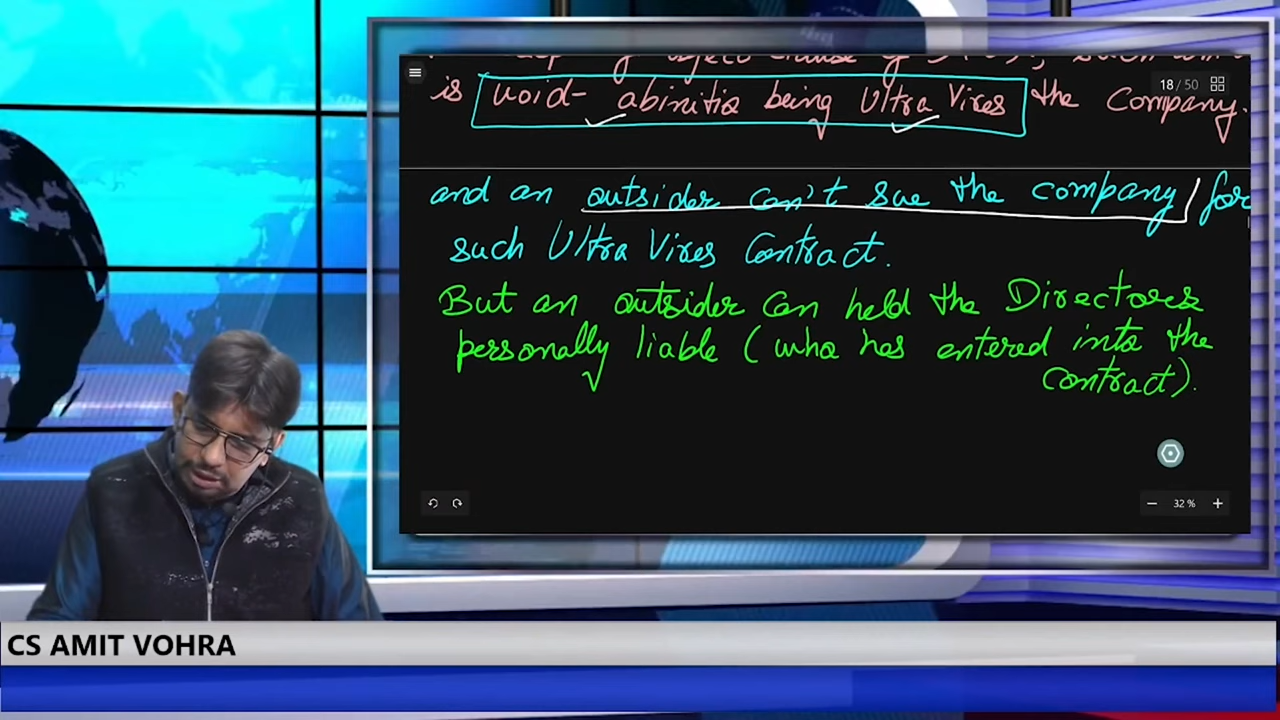 18 / 50
is void- abinitio being Ultra Vires the Company.
and an outsider can't sue the company / for
such Ultra Vires Contract.
But an outsider can held the Directores
personally liable ( who has entered into the
contract).
32 %
CS AMIT VOHRA